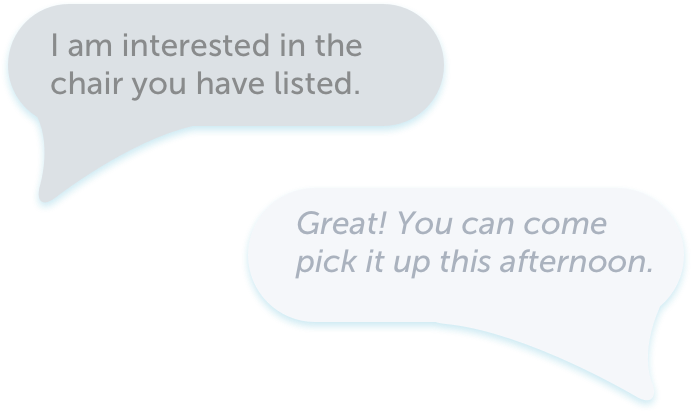 I am interested in the
chair you have listed.
Great! You can come
pick it up this afternoon.